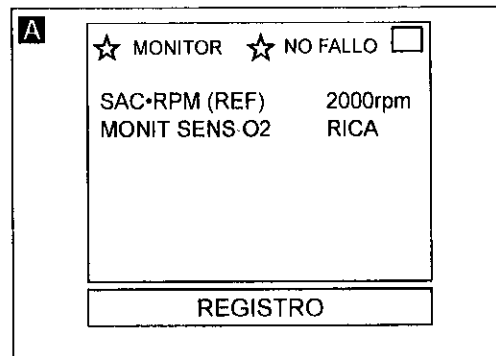 A
☆ MONITOR ☆ NO FALLO
SAC•RPM (REF) 2000rpm
MONIT SENS O2 RICA
REGISTRO